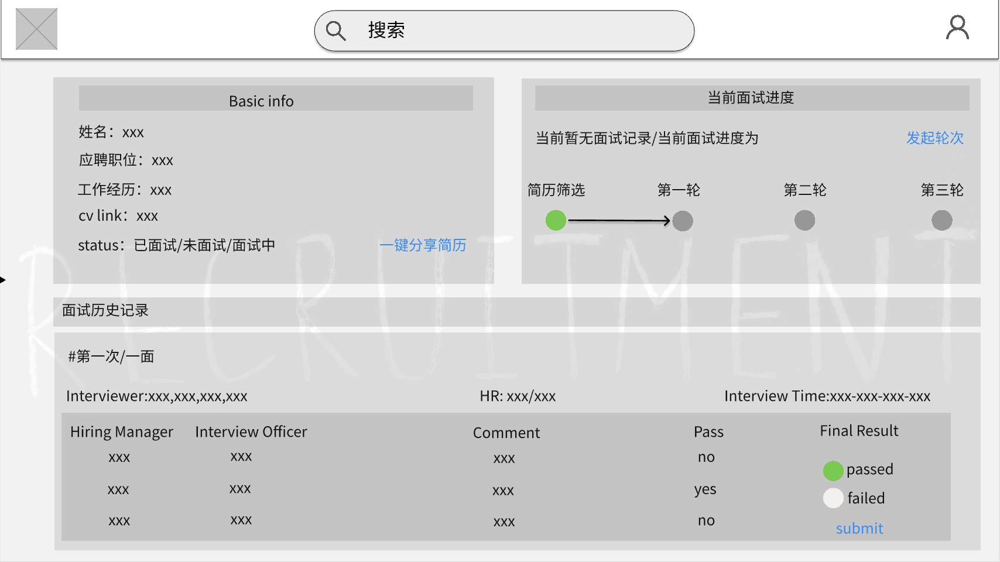 搜索
Basic info
姓名：xxx
应聘职位：xxx
工作经历：xxx
cv link：xxx
status：已面试/未面试/面试中
一键分享简历
当前面试进度
当前暂无面试记录/当前面试进度为
发起轮次
简历筛选 第一轮 第二轮 第三轮
RECRUITMENT
面试历史记录
#第一次/一面
Interviewer:xxx,xxx,xxx,xxx HR: xxx/xxx Interview Time:xxx-xxx-xxx-xxx
Hiring Manager Interview Officer Comment Pass Final Result
xxx xxx xxx no
passed
xxx xxx xxx yes
failed
xxx xxx xxx no
submit